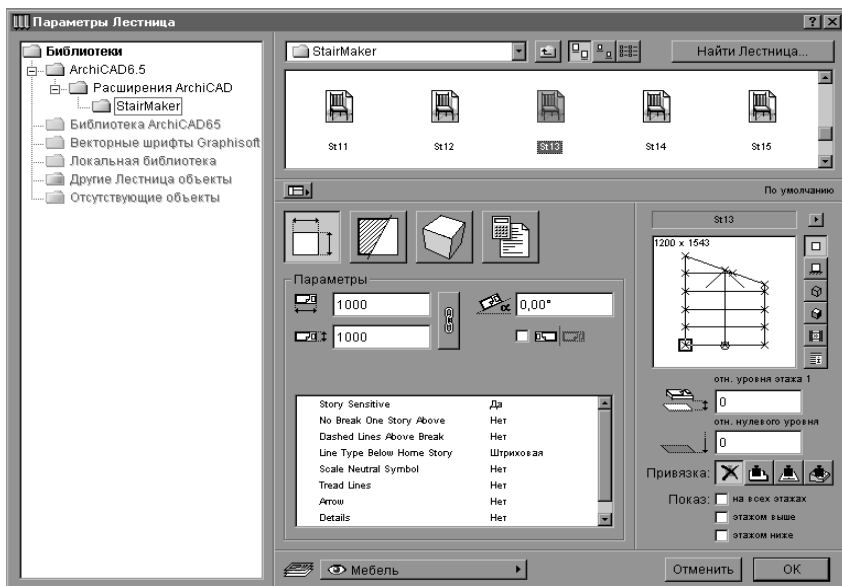 Параметры Лестница
Библиотеки
ArchiCAD6.5
Расширения ArchiCAD
StairMaker
Библиотека ArchiCAD65
Векторные шрифты Graphisoft
Локальная библиотека
Другие Лестница объекты
Отсутствующие объекты
StairMaker
Найти Лестница...
St11
St12
St13
St14
St15
По умолчанию
St13
1200 x 1543
Параметры
1000
α 0,00°
1000
отн. уровня этажа 1
0
отн. нулевого уровня
0
Story Sensitive Да
No Break One Story Above Нет
Dashed Lines Above Break Нет
Line Type Below Home Story Штриховая
Scale Neutral Symbol Нет
Tread Lines Нет
Arrow Нет
Details Нет
Привязка:
Показ: на всех этажах
этажом выше
этажом ниже
Мебель
Отменить
OK